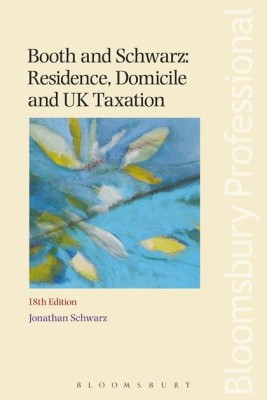 Booth and Schwarz:
Residence, Domicile
and UK Taxation
18th Edition
Jonathan Schwarz
BLOOMSBURY
Bloomsbury Professional